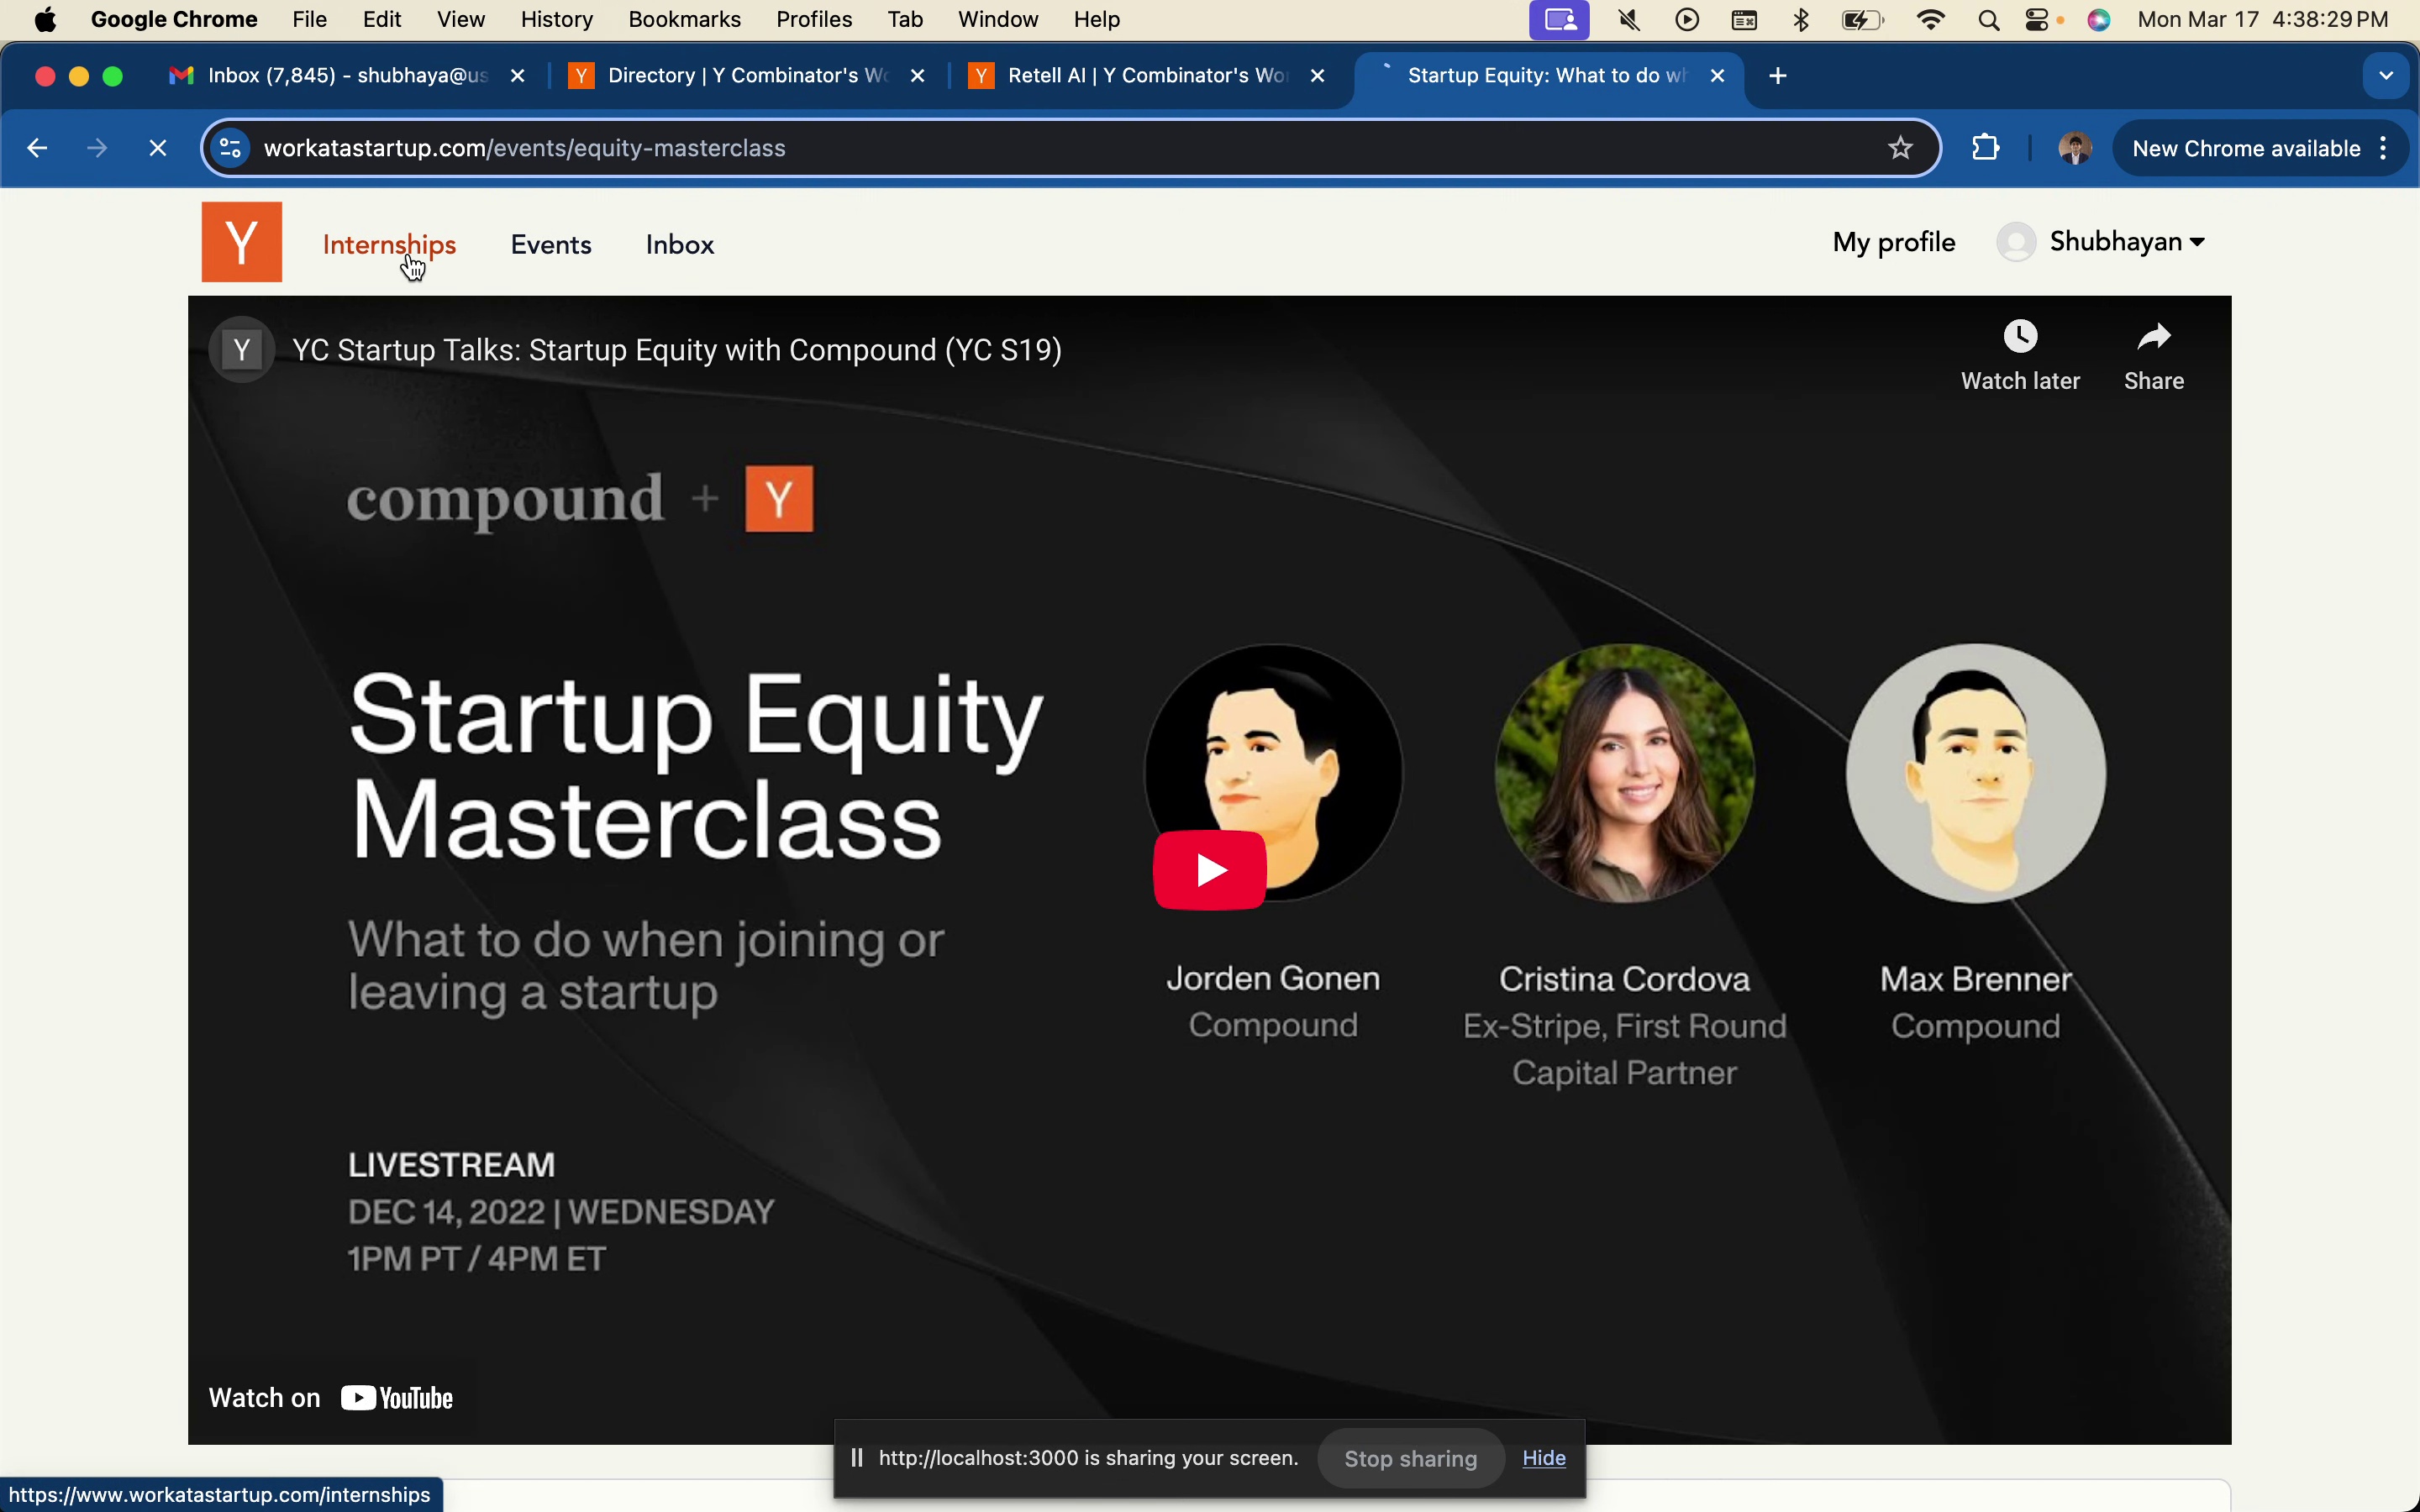 Google Chrome File Edit View History Bookmarks Profiles Tab Window Help Mon Mar 17 4:38:29 PM
Inbox (7,845) - shubhaya@us
Y Directory | Y Combinator's Wo
Y Retell AI | Y Combinator's Wo
Startup Equity: What to do wh
workatastartup.com/events/equity-masterclass
New Chrome available
Y Internships Events Inbox My profile Shubhayan
Y YC Startup Talks: Startup Equity with Compound (YC S19)
Watch later Share
compound + Y
Startup Equity
Masterclass
What to do when joining or
leaving a startup
Jorden Gonen
Compound
Cristina Cordova
Ex-Stripe, First Round
Capital Partner
Max Brenner
Compound
LIVESTREAM
DEC 14, 2022 | WEDNESDAY
1PM PT / 4PM ET
Watch on YouTube
http://localhost:3000 is sharing your screen. Stop sharing Hide
https://www.workatastartup.com/internships